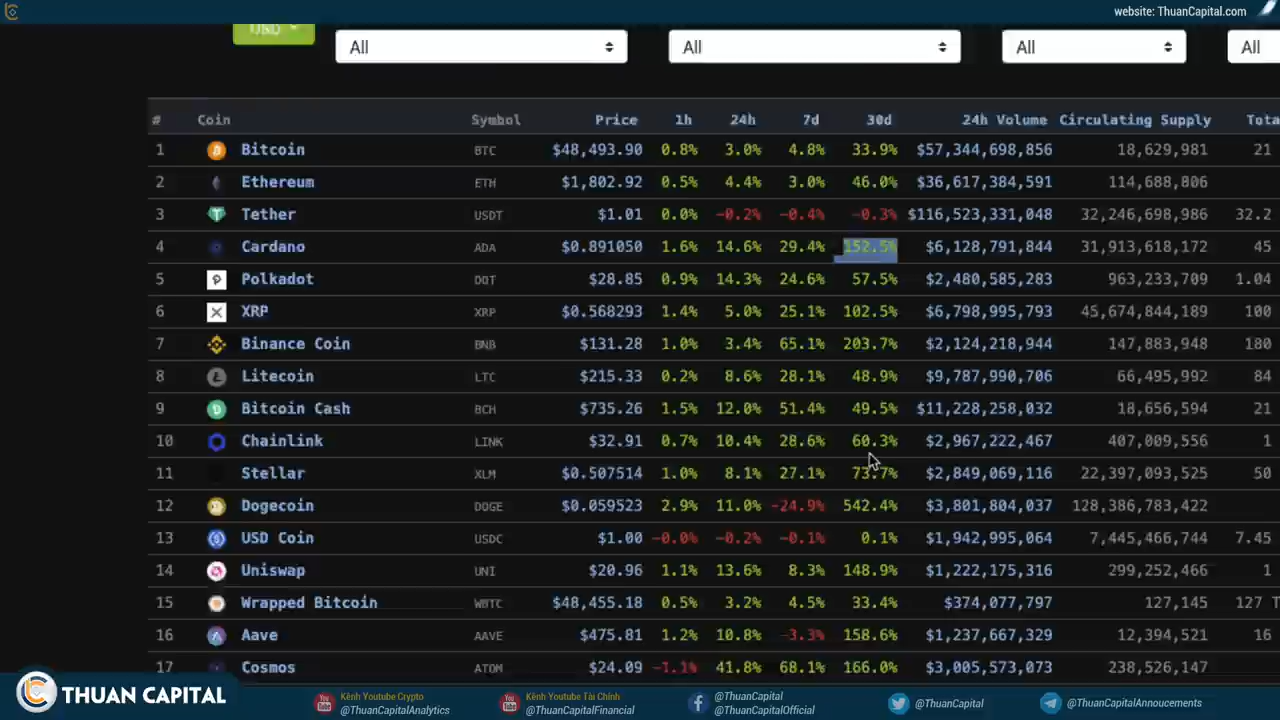 website: ThuanCapital.com
USD
All All All All
# Coin Symbol Price 1h 24h 7d 30d 24h Volume Circulating Supply Tota
1 Bitcoin BTC $48,493.90 0.8% 3.0% 4.8% 33.9% $57,344,698,856 18,629,981 21
2 Ethereum ETH $1,802.92 0.5% 4.4% 3.0% 46.0% $36,617,384,591 114,688,806
3 Tether USDT $1.01 0.0% -0.2% -0.4% -0.3% $116,523,331,048 32,246,698,986 32.2
4 Cardano ADA $0.891050 1.6% 14.6% 29.4% 152.5% $6,128,791,844 31,913,618,172 45
5 Polkadot DOT $28.85 0.9% 14.3% 24.6% 57.5% $2,480,585,283 963,233,709 1.04
6 XRP XRP $0.568293 1.4% 5.0% 25.1% 102.5% $6,798,995,793 45,674,844,189 100
7 Binance Coin BNB $131.28 1.0% 3.4% 65.1% 203.7% $2,124,218,944 147,883,948 180
8 Litecoin LTC $215.33 0.2% 8.6% 28.1% 48.9% $9,787,990,706 66,495,992 84
9 Bitcoin Cash BCH $735.26 1.5% 12.0% 51.4% 49.5% $11,228,258,032 18,656,594 21
10 Chainlink LINK $32.91 0.7% 10.4% 28.6% 60.3% $2,967,222,467 407,009,556 1
11 Stellar XLM $0.507514 1.0% 8.1% 27.1% 73.7% $2,849,069,116 22,397,093,525 50
12 Dogecoin DOGE $0.059523 2.9% 11.0% -24.9% 542.4% $3,801,804,037 128,386,783,422
13 USD Coin USDC $1.00 -0.0% -0.2% -0.1% 0.1% $1,942,995,064 7,445,466,744 7.45
14 Uniswap UNI $20.96 1.1% 13.6% 8.3% 148.9% $1,222,175,316 299,252,466 1
15 Wrapped Bitcoin WBTC $48,455.18 0.5% 3.2% 4.5% 33.4% $374,077,797 127,145 127 T
16 Aave AAVE $475.81 1.2% 10.8% -3.3% 158.6% $1,237,667,329 12,394,521 16
17 Cosmos ATOM $24.09 -1.1% 41.8% 68.1% 166.0% $3,005,573,073 238,526,147
THUAN CAPITAL
Kênh Youtube Crypto
@ThuanCapitalAnalytics
Kênh Youtube Tài Chính
@ThuanCapitalFinancial
@ThuanCapital
@ThuanCapitalOfficial
@ThuanCapital
@ThuanCapitalAnnoucements